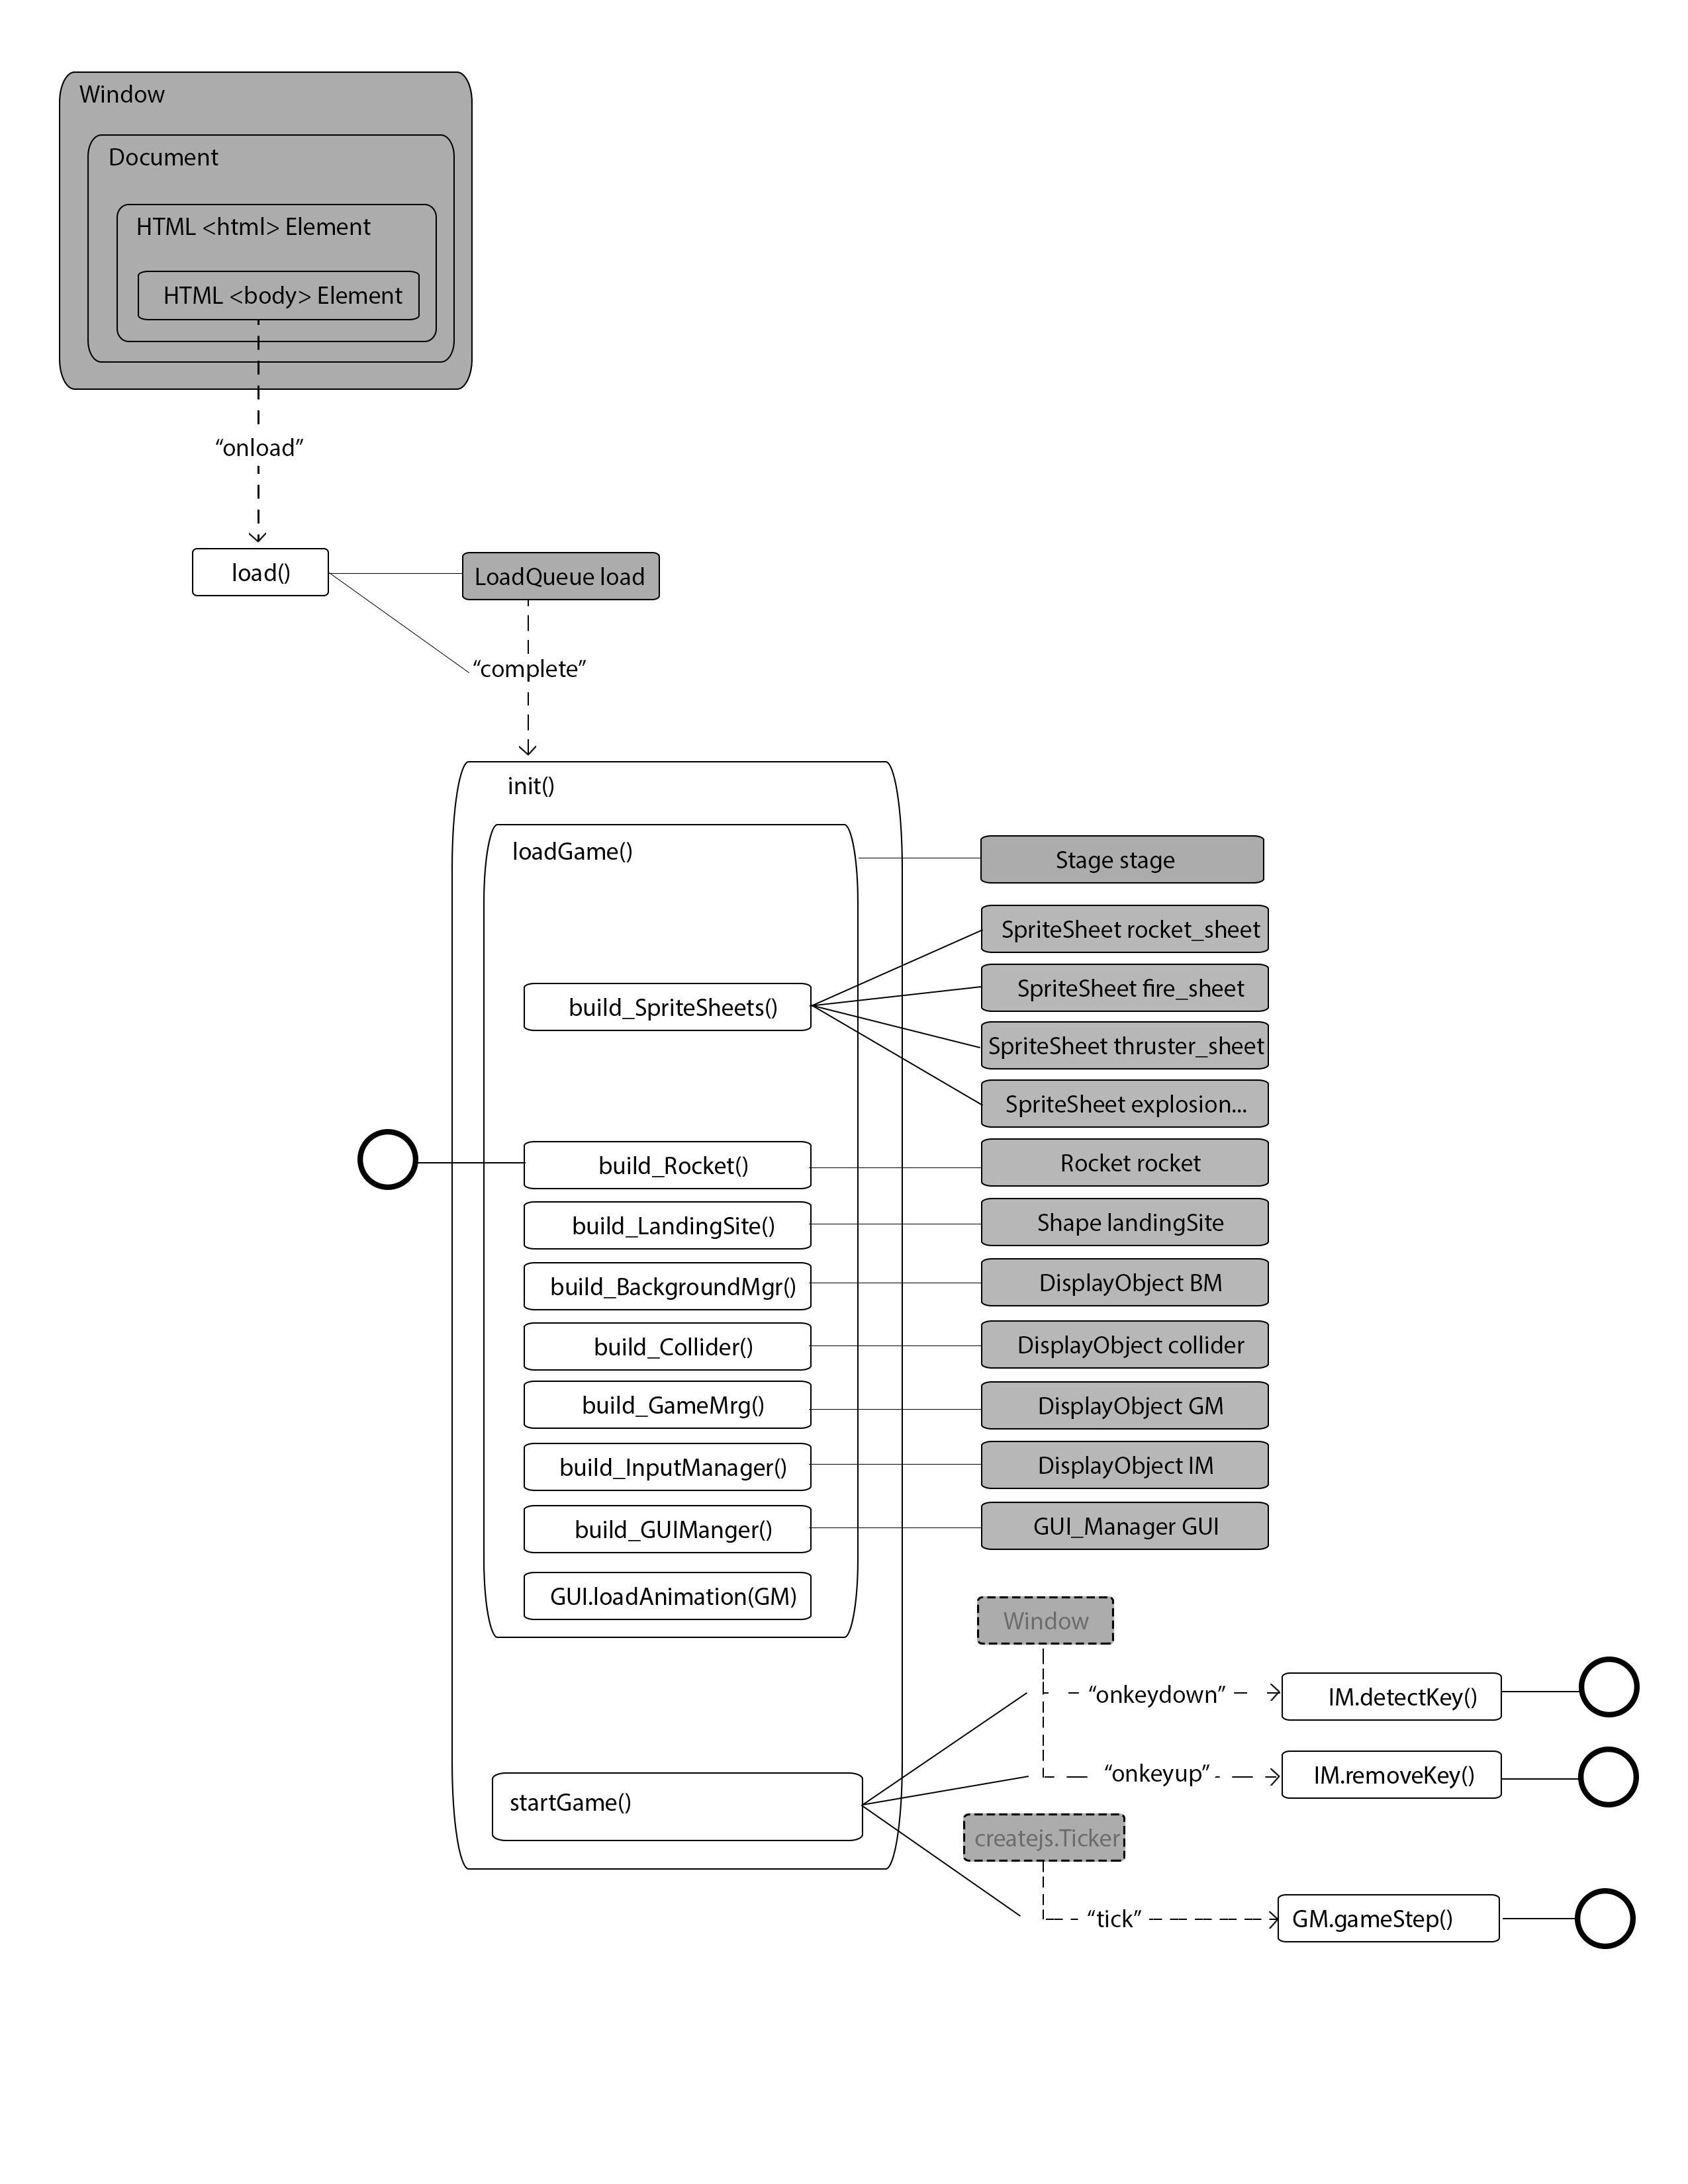 Window
Document
HTML <html> Element
HTML <body> Element
“onload”
load()
LoadQueue load
“complete”
init()
loadGame()
Stage stage
SpriteSheet rocket_sheet
SpriteSheet fire_sheet
build_SpriteSheets()
SpriteSheet thruster_sheet
SpriteSheet explosion...
build_Rocket()
Rocket rocket
build_LandingSite()
Shape landingSite
build_BackgroundMgr()
DisplayObject BM
build_Collider()
DisplayObject collider
build_GameMrg()
DisplayObject GM
build_InputManager()
DisplayObject IM
build_GUIManger()
GUI_Manager GUI
GUI.loadAnimation(GM)
Window
“onkeydown”
IM.detectKey()
“onkeyup”
IM.removeKey()
startGame()
createjs.Ticker
“tick”
GM.gameStep()